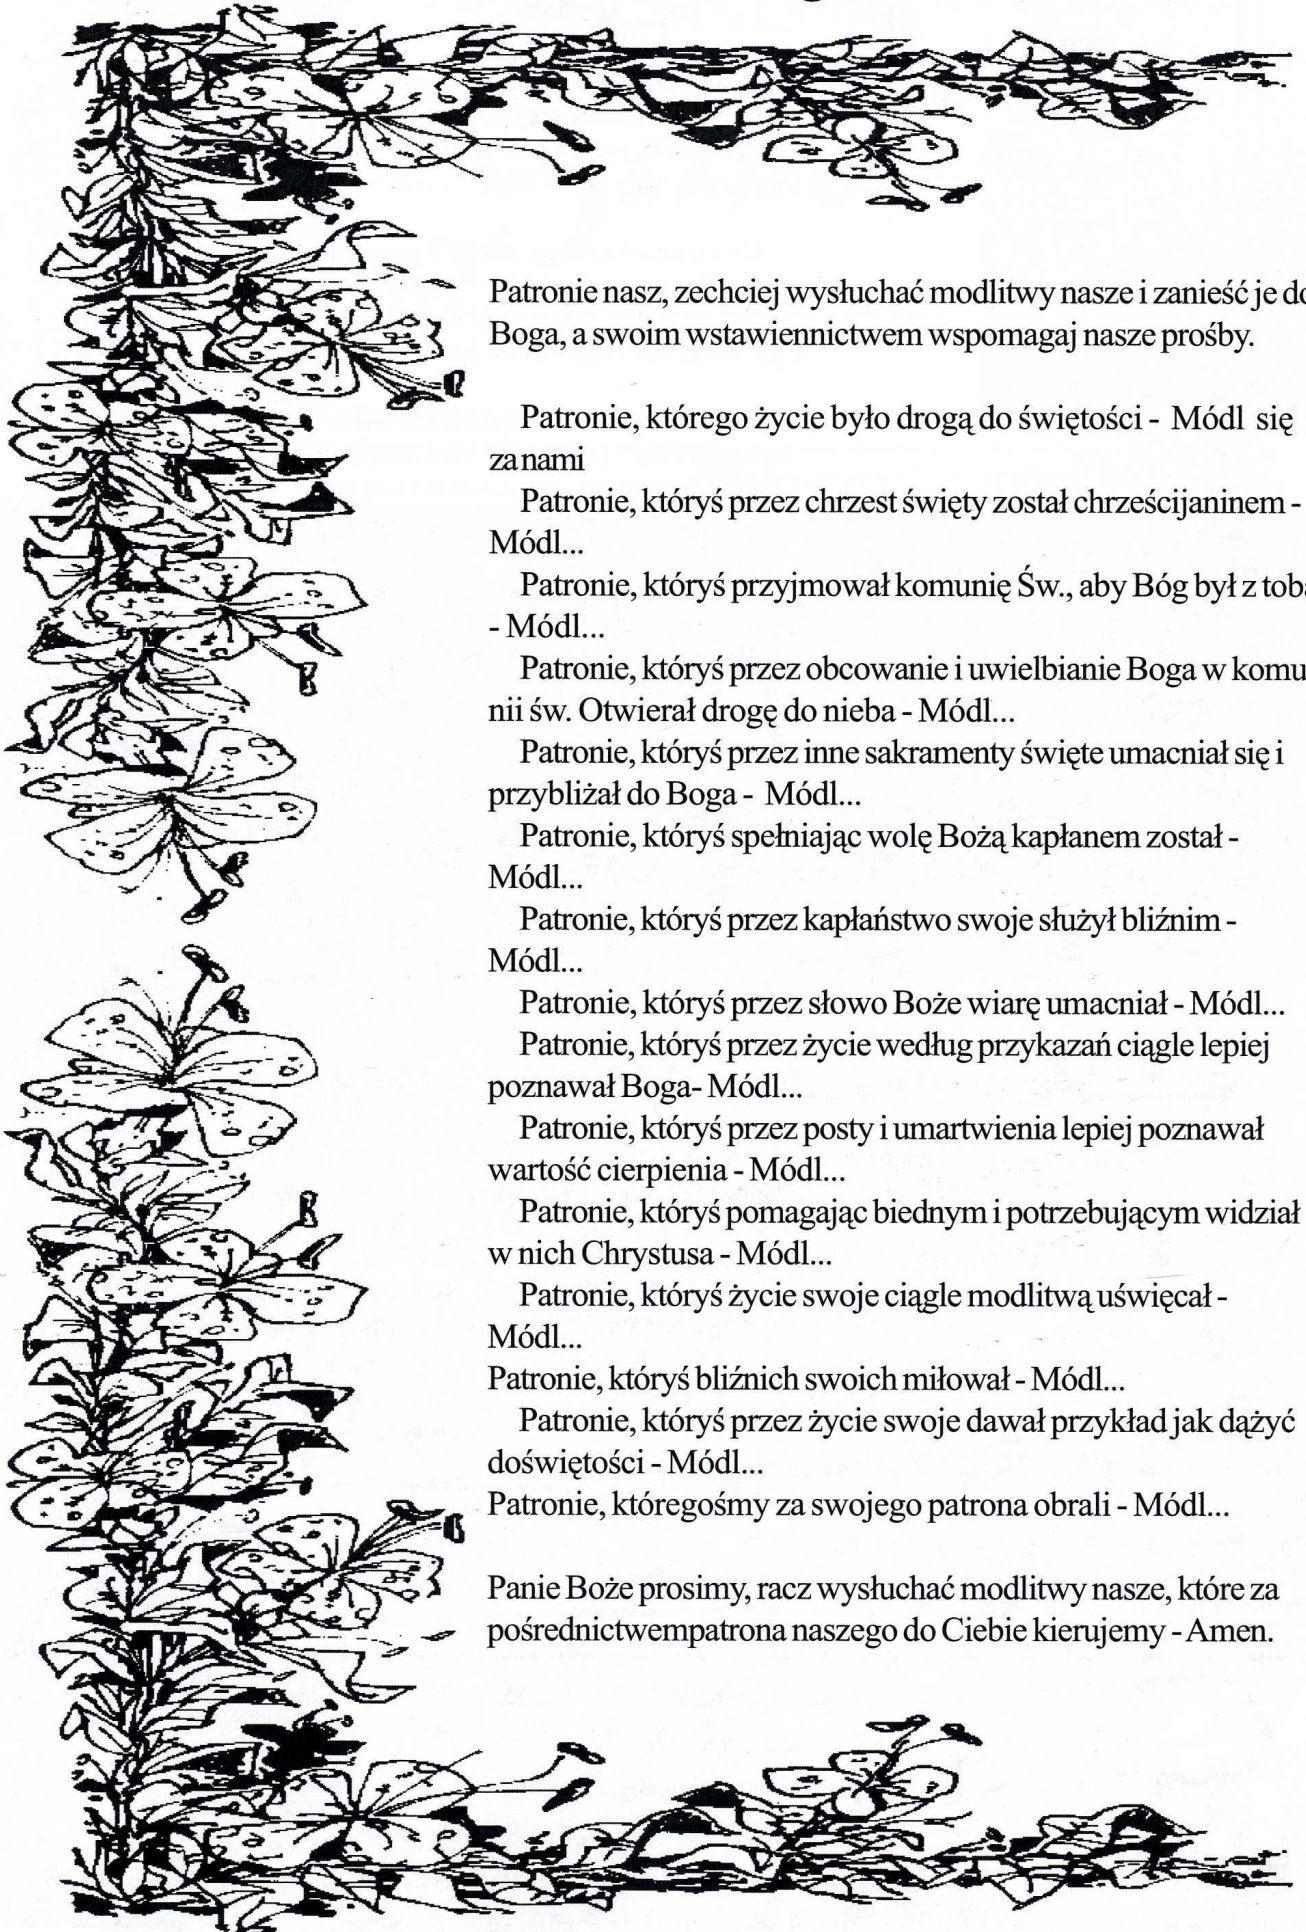 Patronie nasz, zechciej wysłuchać modlitwy nasze i zanieść je do
Boga, a swoim wstawiennictwem wspomagaj nasze prośby.
Patronie, którego życie było drogą do świętości - Módl się
za nami
Patronie, któryś przez chrzest święty został chrześcijaninem -
Módl...
Patronie, któryś przyjmował komunię Św., aby Bóg był z tobą
- Módl...
Patronie, któryś przez obcowanie i uwielbianie Boga w komu
nii św. Otwierał drogę do nieba - Módl...
Patronie, któryś przez inne sakramenty święte umacniał się i
przybliżał do Boga - Módl...
Patronie, któryś spełniając wolę Bożą kapłanem został -
Módl...
Patronie, któryś przez kapłaństwo swoje służył bliźnim -
Módl...
Patronie, któryś przez słowo Boże wiarę umacniał - Módl...
Patronie, któryś przez życie według przykazań ciągle lepiej
poznawał Boga- Módl...
Patronie, któryś przez posty i umartwienia lepiej poznawał
wartość cierpienia - Módl...
Patronie, któryś pomagając biednym i potrzebującym widział
w nich Chrystusa - Módl...
Patronie, któryś życie swoje ciągle modlitwą uświęcał -
Módl...
Patronie, któryś bliźnich swoich miłował - Módl...
Patronie, któryś przez życie swoje dawał przykład jak dążyć
doświętości - Módl...
Patronie, któregośmy za swojego patrona obrali - Módl...
Panie Boże prosimy, racz wysłuchać modlitwy nasze, które za
pośrednictwempatrona naszego do Ciebie kierujemy - Amen.